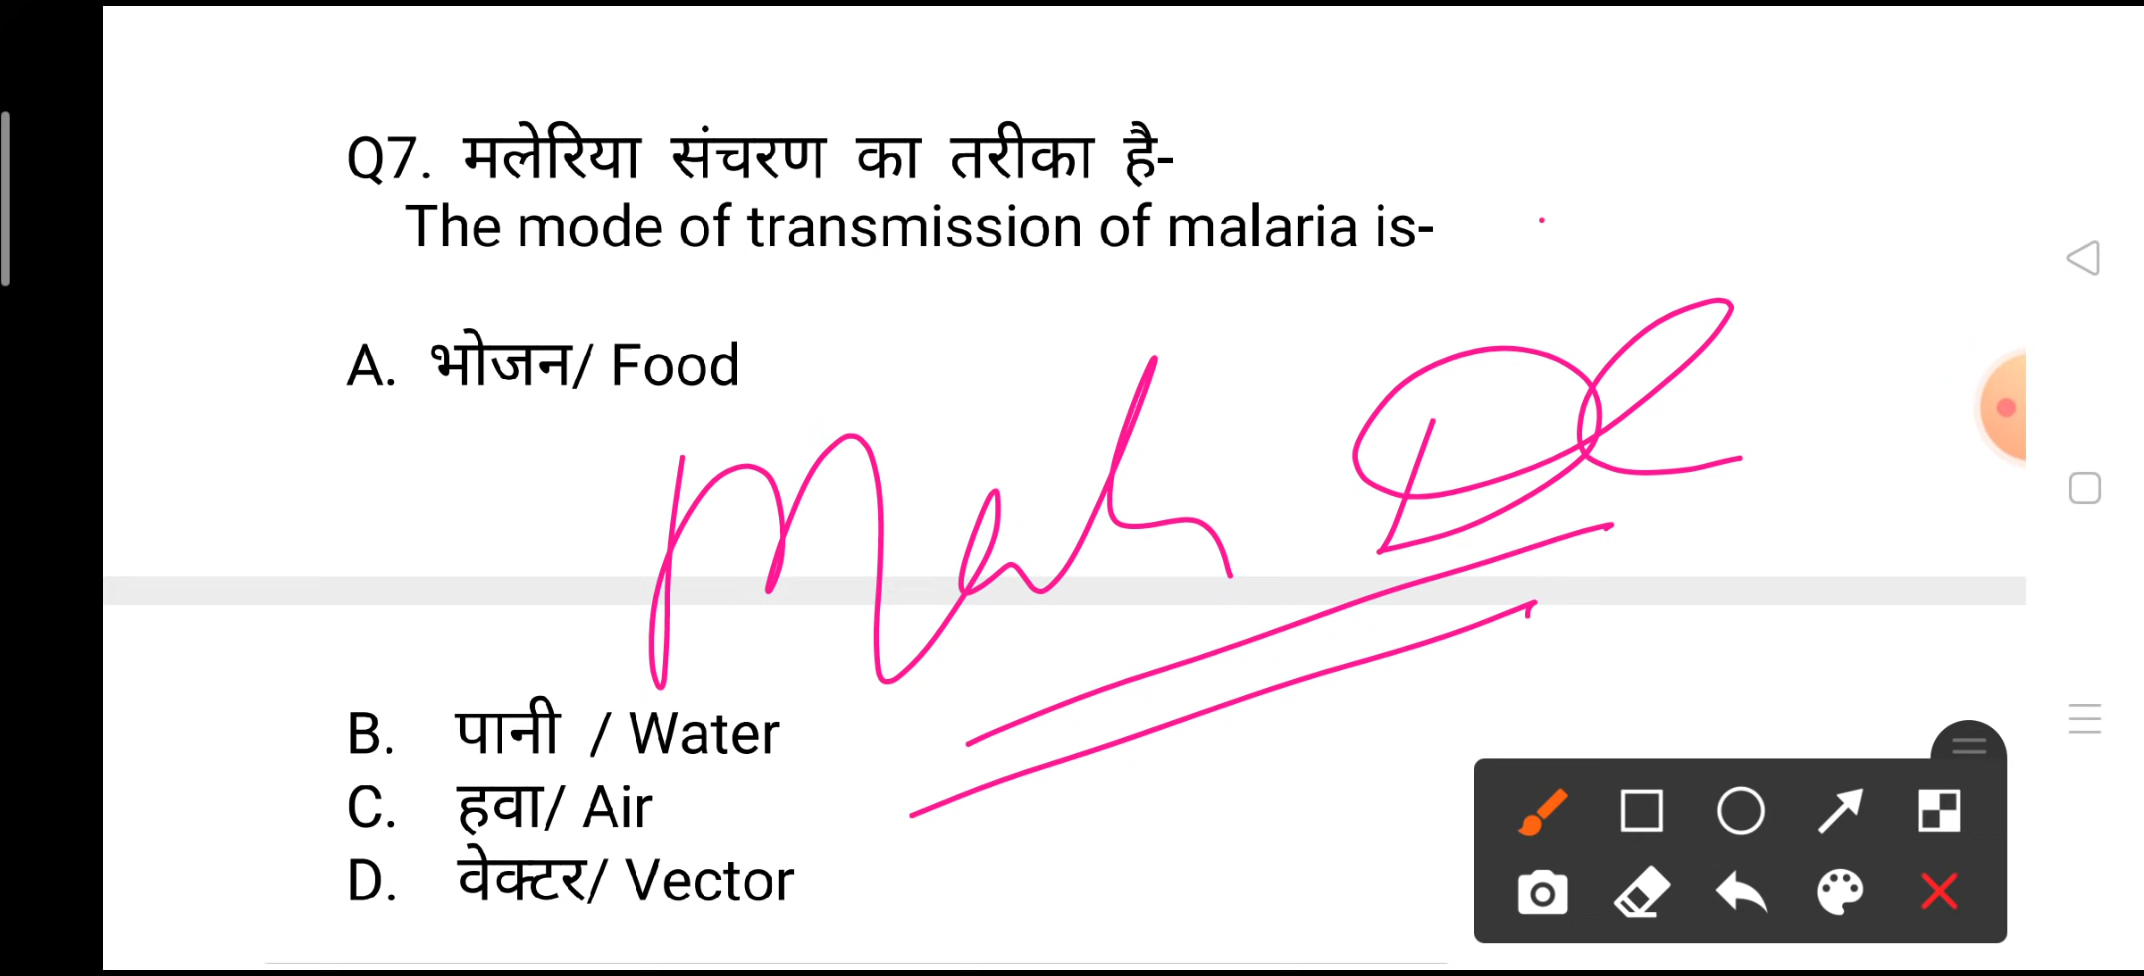 Q7. मलेरिया संचरण का तरीका है-
The mode of transmission of malaria is-
A. भोजन/ Food
B. पानी / Water
C. हवा/ Air
D. वेक्टर/ Vector